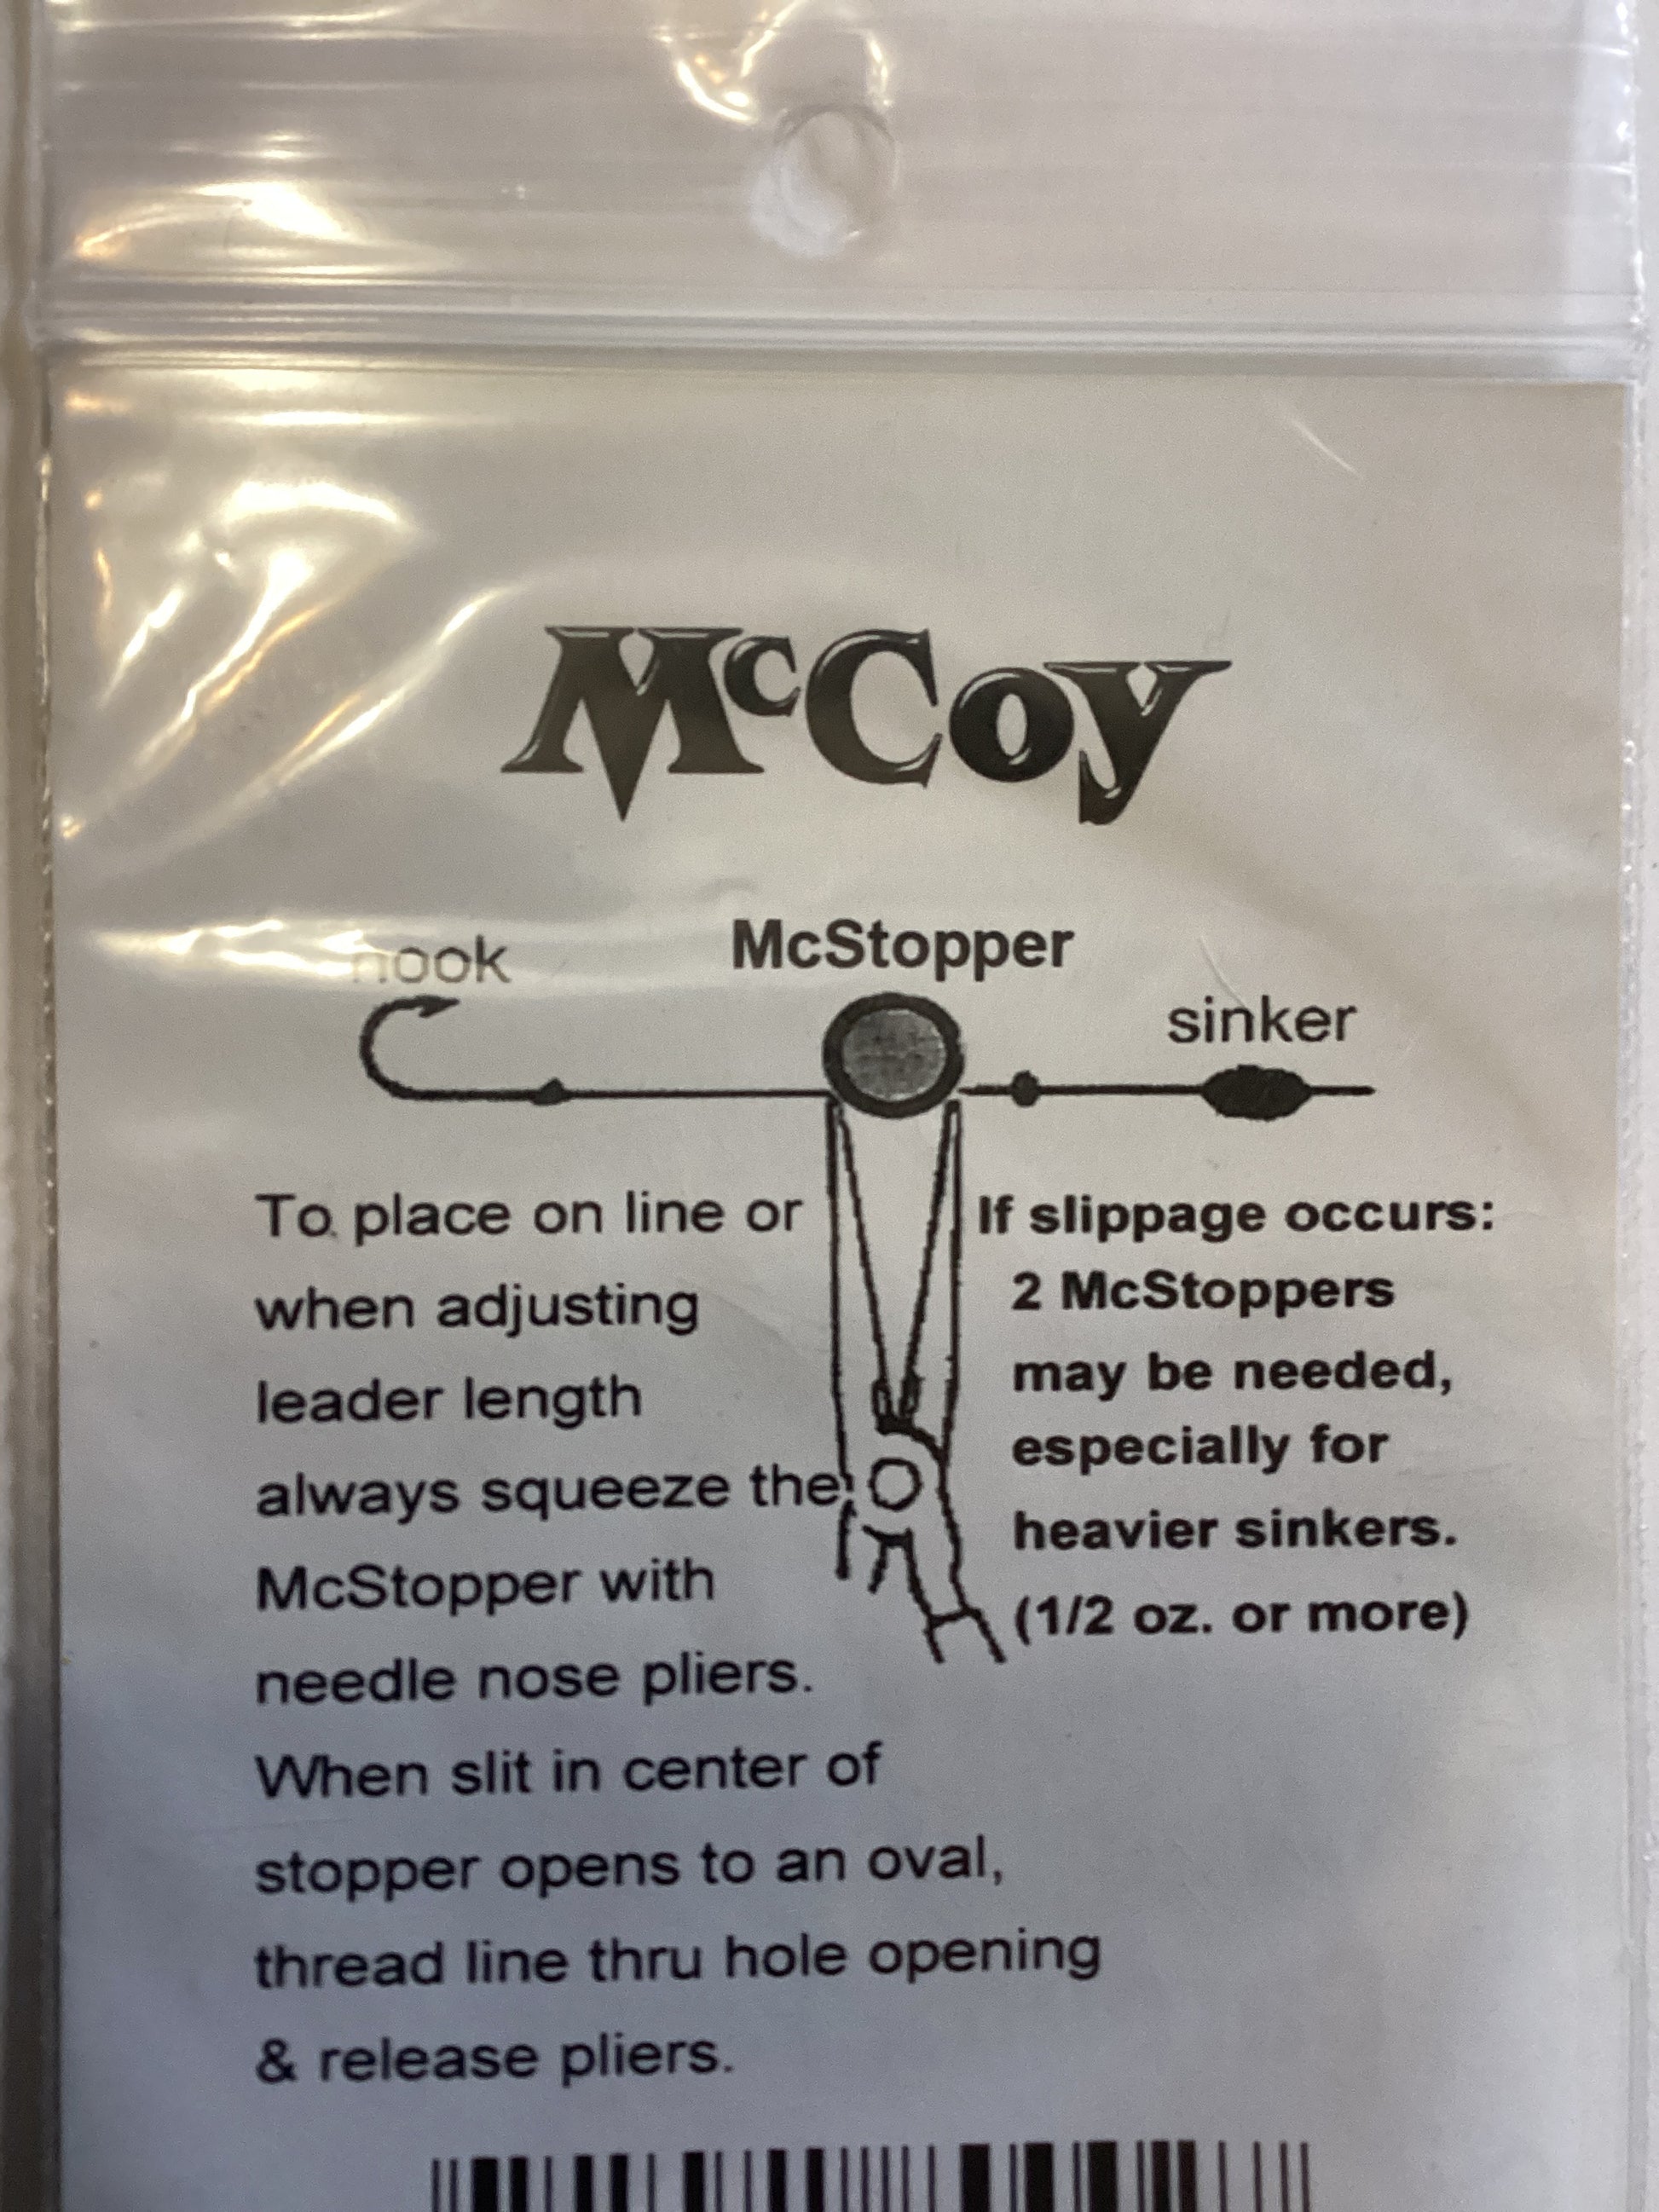 McCoy
hook
McStopper
sinker
To place on line or
when adjusting
leader length
always squeeze the
McStopper with
needle nose pliers.
When slit in center of
stopper opens to an oval,
thread line thru hole opening
& release pliers.
If slippage occurs:
2 McStoppers
may be needed,
especially for
heavier sinkers.
(1/2 oz. or more)